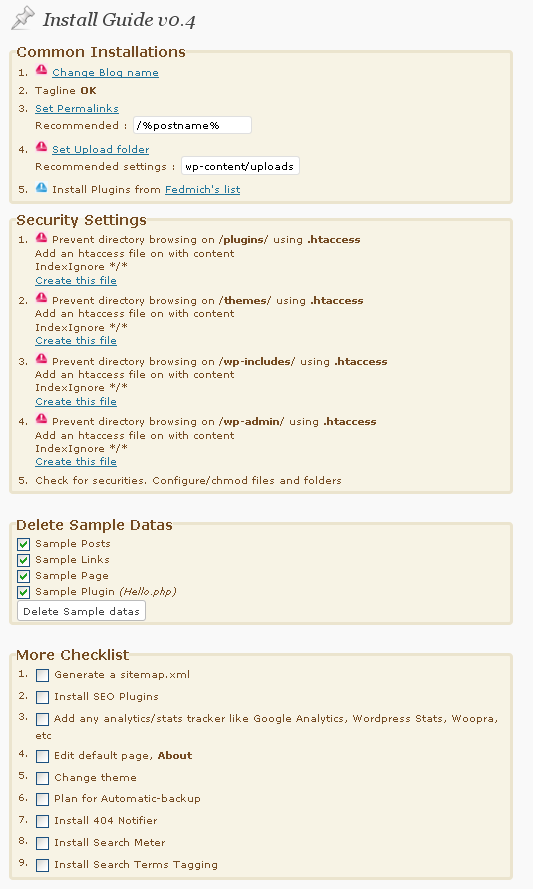 Install Guide v0.4
Common Installations
1. Change Blog name
2. Tagline OK
3. Set Permalinks
Recommended : /%postname%
4. Set Upload folder
Recommended settings : wp-content/uploads
5. Install Plugins from Fedmich's list
Security Settings
1. Prevent directory browsing on /plugins/ using .htaccess
Add an htaccess file on with content
IndexIgnore */*
Create this file
2. Prevent directory browsing on /themes/ using .htaccess
Add an htaccess file on with content
IndexIgnore */*
Create this file
3. Prevent directory browsing on /wp-includes/ using .htaccess
Add an htaccess file on with content
IndexIgnore */*
Create this file
4. Prevent directory browsing on /wp-admin/ using .htaccess
Add an htaccess file on with content
IndexIgnore */*
Create this file
5. Check for securities. Configure/chmod files and folders
Delete Sample Datas
Sample Posts
Sample Links
Sample Page
Sample Plugin (Hello.php)
Delete Sample datas
More Checklist
1. Generate a sitemap.xml
2. Install SEO Plugins
3. Add any analytics/stats tracker like Google Analytics, Wordpress Stats, Woopra,
etc
4. Edit default page, About
5. Change theme
6. Plan for Automatic-backup
7. Install 404 Notifier
8. Install Search Meter
9. Install Search Terms Tagging